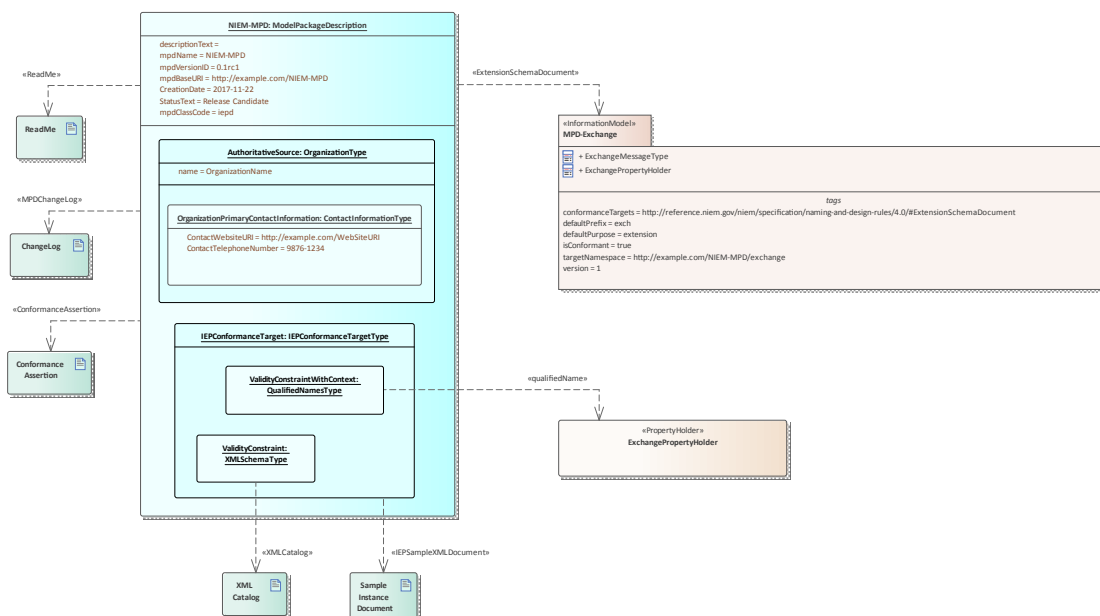 NIEM-MPD: ModelPackageDescription
descriptionText =
mpdName = NIEM-MPD
mpdVersionID = 0.1rc1
mpdBaseURI = http://example.com/NIEM-MPD
CreationDate = 2017-11-22
StatusText = Release Candidate
mpdClassCode = iepd
«ReadMe»
ReadMe
«MPDChangeLog»
ChangeLog
«ConformanceAssertion»
Conformance
Assertion
AuthoritativeSource: OrganizationType
name = OrganizationName
OrganizationPrimaryContactInformation: ContactInformationType
ContactWebsiteURI = http://example.com/WebSiteURI
ContactTelephoneNumber = 9876-1234
IEPConformanceTarget: IEPConformanceTargetType
ValidityConstraintWithContext:
QualifiedNamesType
ValidityConstraint:
XMLSchemaType
«ExtensionSchemaDocument»
«InformationModel»
MPD-Exchange
+ ExchangeMessageType
+ ExchangePropertyHolder
tags
conformanceTargets = http://reference.niem.gov/niem/specification/naming-and-design-rules/4.0/#ExtensionSchemaDocument
defaultPrefix = exch
defaultPurpose = extension
isConformant = true
targetNamespace = http://example.com/NIEM-MPD/exchange
version = 1
«qualifiedName»
«PropertyHolder»
ExchangePropertyHolder
«XMLCatalog»
XML
Catalog
«IEPSampleXMLDocument»
Sample
Instance
Document